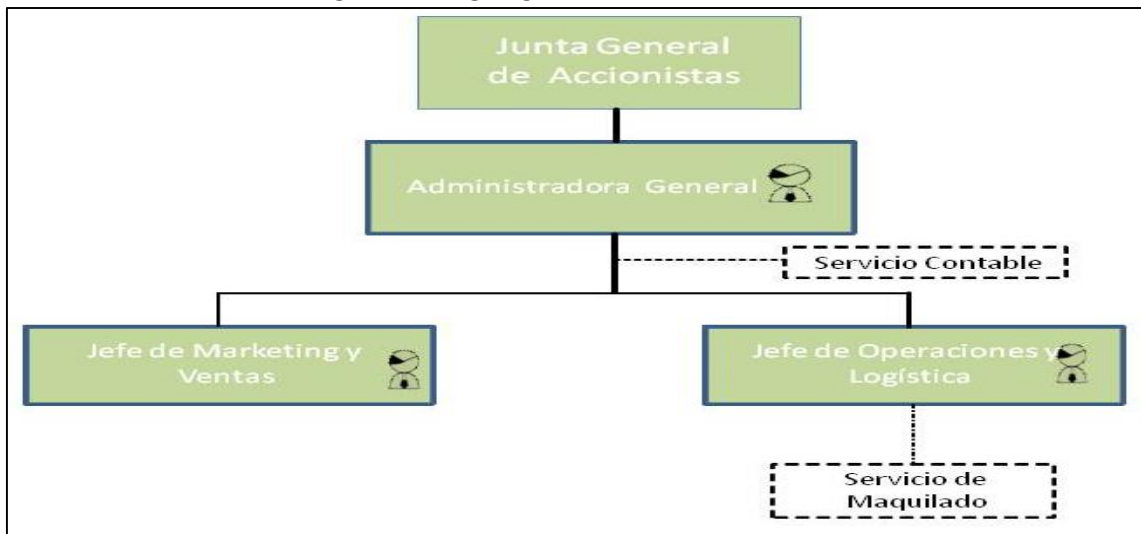 Junta General
de Accionistas
Administradora General
Servicio Contable
Jefe de Marketing y
Ventas
Jefe de Operaciones y
Logística
Servicio de
Maquilado